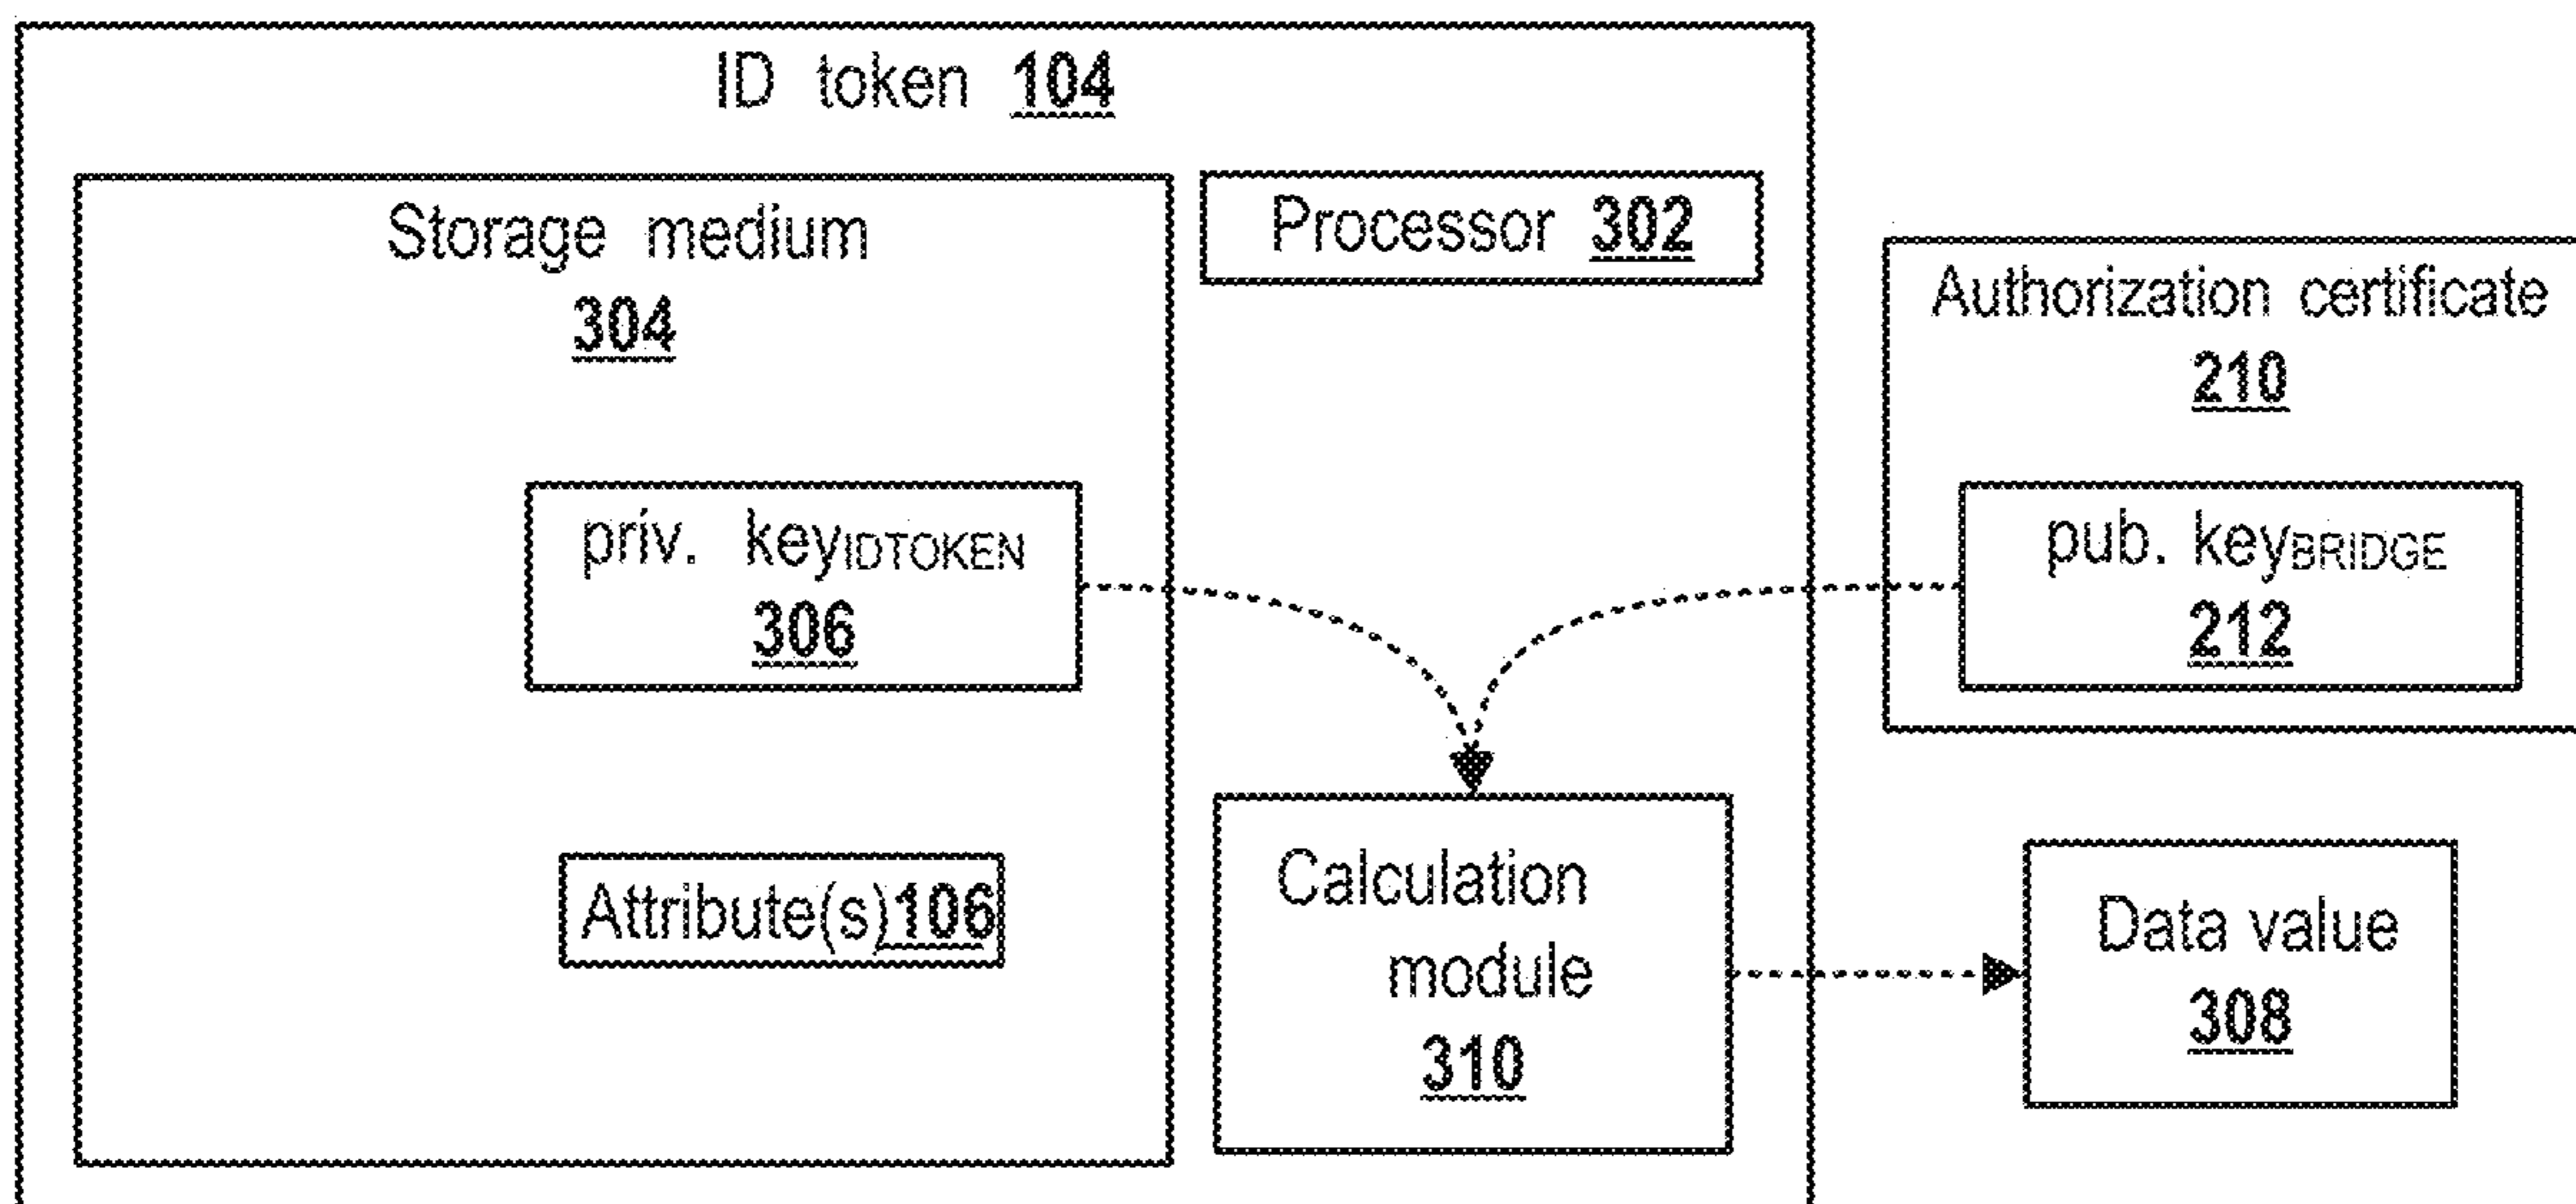 ID token 104
Storage medium
304
Processor 302
Authorization certificate
210
priv. keyIDTOKEN
306
pub. keyBRIDGE
212
Attribute(s)106
Calculation
module
310
Data value
308